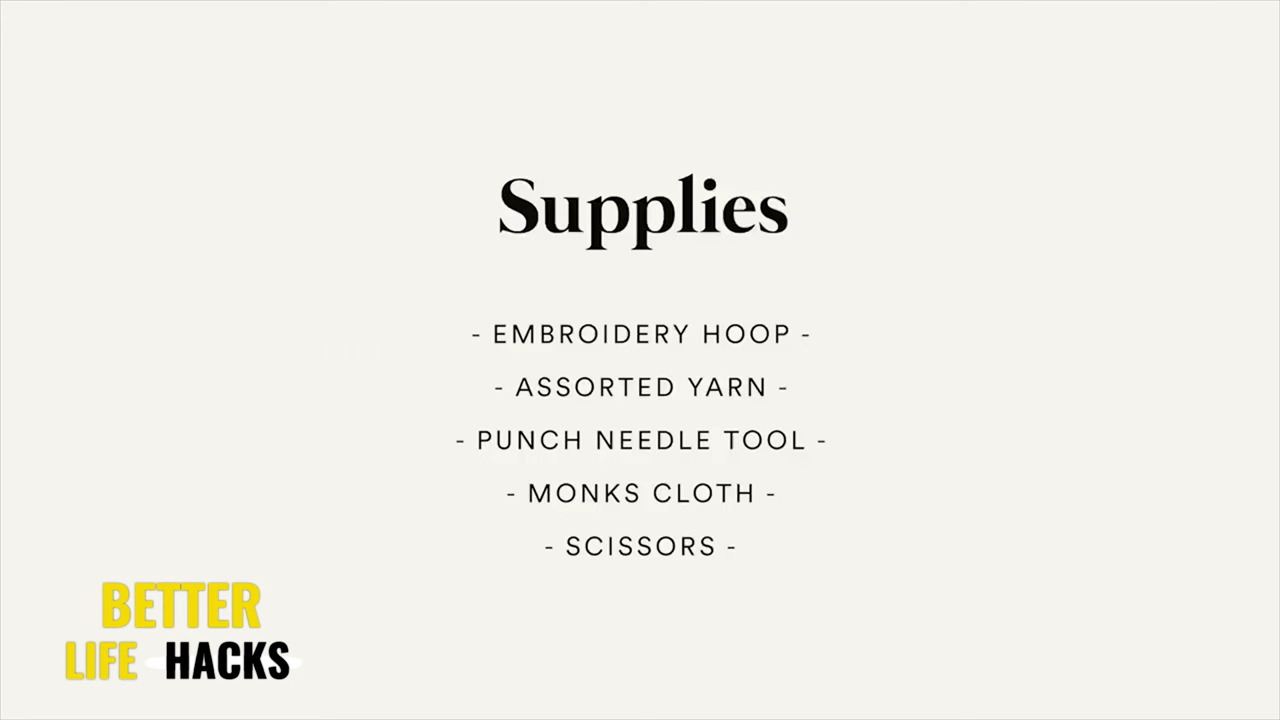 Supplies
- EMBROIDERY HOOP -
- ASSORTED YARN -
- PUNCH NEEDLE TOOL -
- MONKS CLOTH -
- SCISSORS -
BETTER
LIFE HACKS